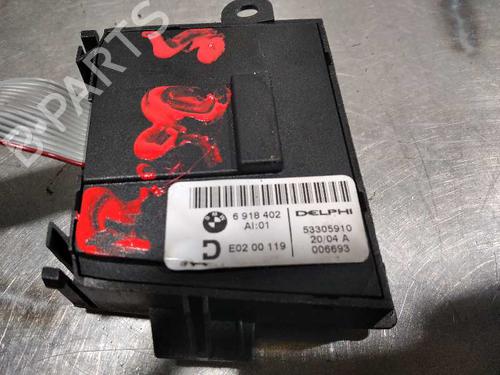 B-PARTS
6 918 402
AI:01
D E02 00 119
DELPHI
53305910
20/04 A
006693